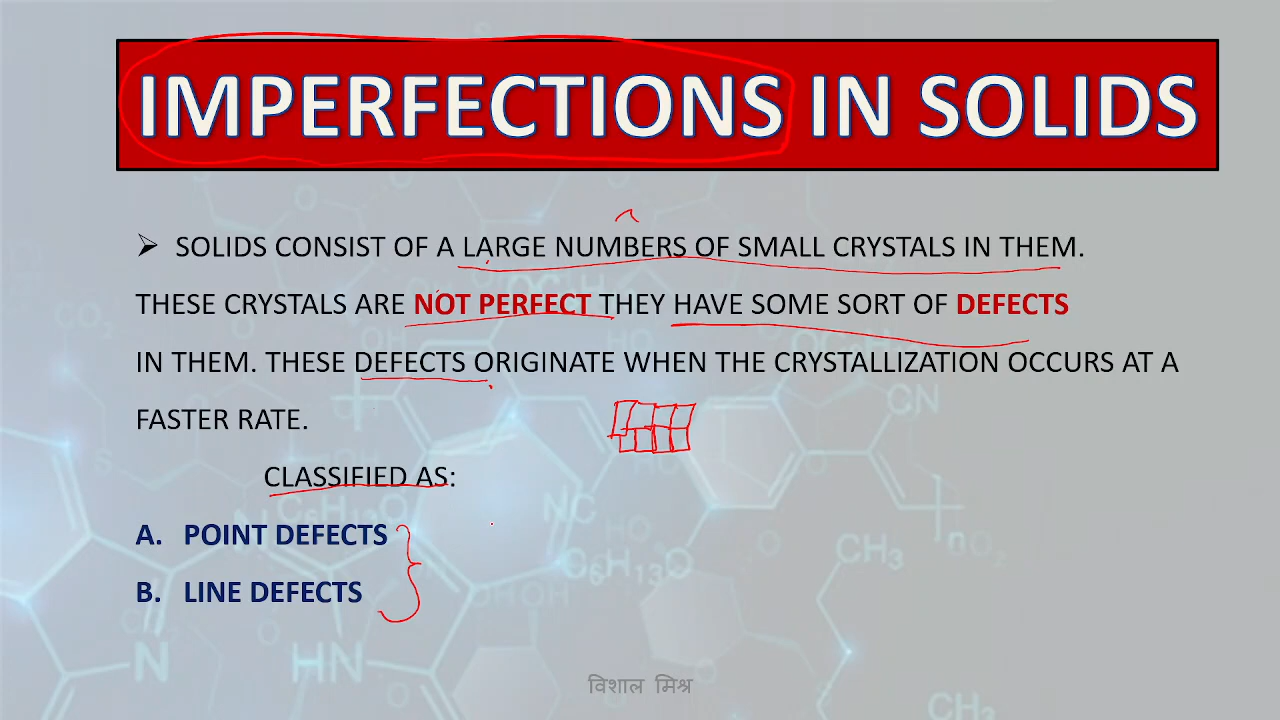 IMPERFECTIONS IN SOLIDS
➢ SOLIDS CONSIST OF A LARGE NUMBERS OF SMALL CRYSTALS IN THEM.
THESE CRYSTALS ARE NOT PERFECT THEY HAVE SOME SORT OF DEFECTS
IN THEM. THESE DEFECTS ORIGINATE WHEN THE CRYSTALLIZATION OCCURS AT A
FASTER RATE.
CLASSIFIED AS:
A. POINT DEFECTS
B. LINE DEFECTS
विशाल मिश्र